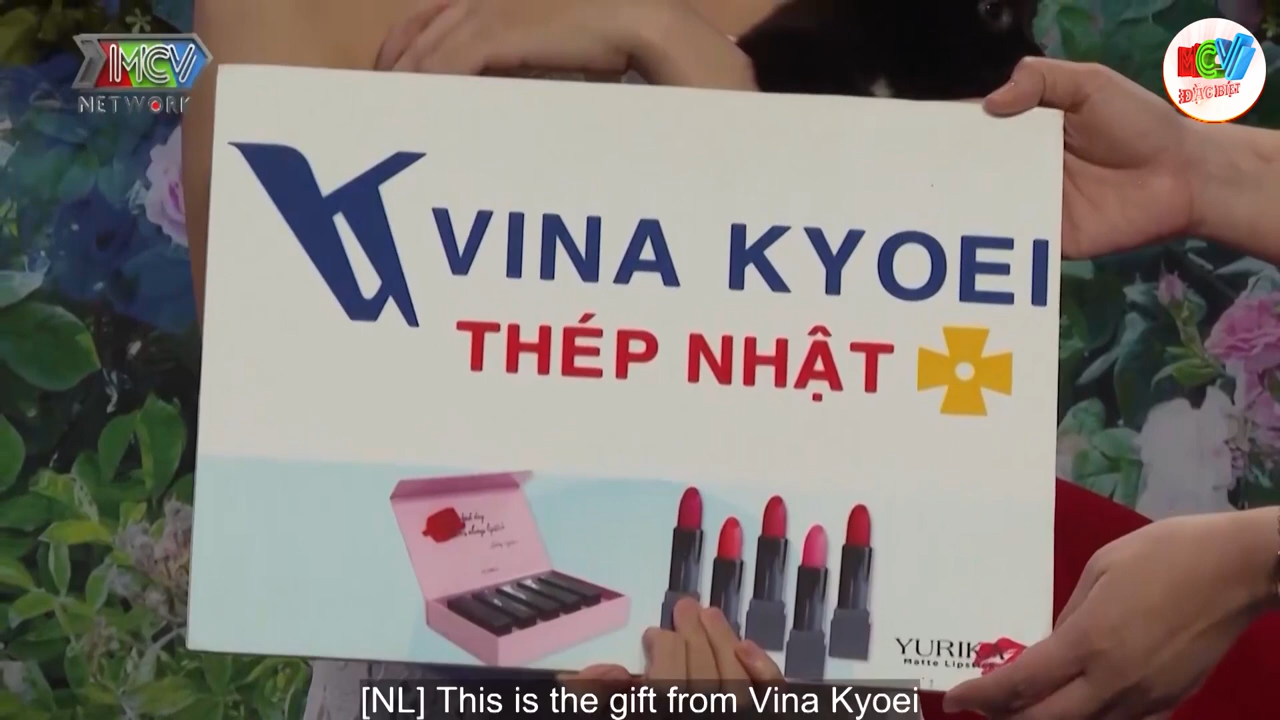 MCV
NETWORK
MCV
ĐẶC BIỆT
VINA KYOEI
THÉP NHẬT
YURIKA
Matte Lipstick
[NL] This is the gift from Vina Kyoei